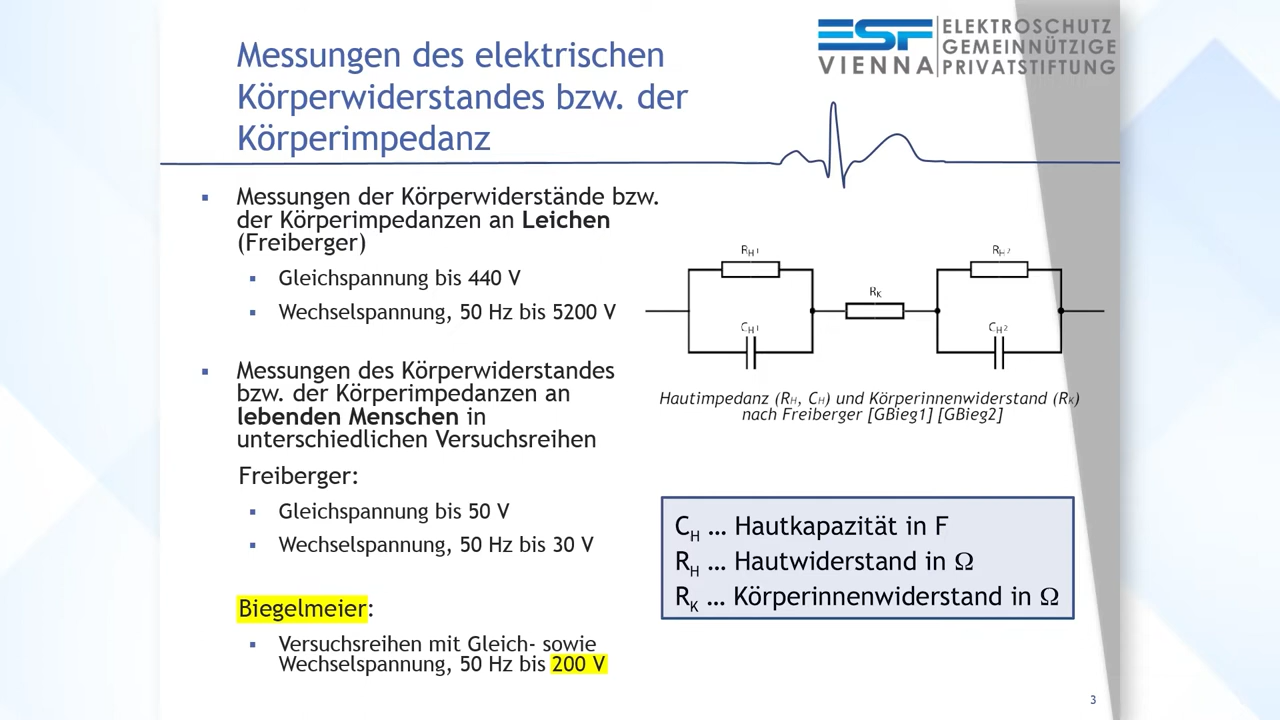 Messungen des elektrischen
Körperwiderstandes bzw. der
Körperimpedanz
ESF
VIENNA
ELEKTROSCHUTZ
GEMEINNÜTZIGE
PRIVATSTIFTUNG
Messungen der Körperwiderstände bzw.
der Körperimpedanzen an Leichen
(Freiberger)
Gleichspannung bis 440 V
Wechselspannung, 50 Hz bis 5200 V
Messungen des Körperwiderstandes
bzw. der Körperimpedanzen an
lebenden Menschen in
unterschiedlichen Versuchsreihen
Freiberger:
Gleichspannung bis 50 V
Wechselspannung, 50 Hz bis 30 V
Biegelmeier:
Versuchsreihen mit Gleich- sowie
Wechselspannung, 50 Hz bis 200 V
RH1
RH2
RK
CH1
CH2
Hautimpedanz (RH, CH) und Körperinnenwiderstand (RK)
nach Freiberger [GBieg1] [GBieg2]
CH ... Hautkapazität in F
RH ... Hautwiderstand in Ω
RK ... Körperinnenwiderstand in Ω
3